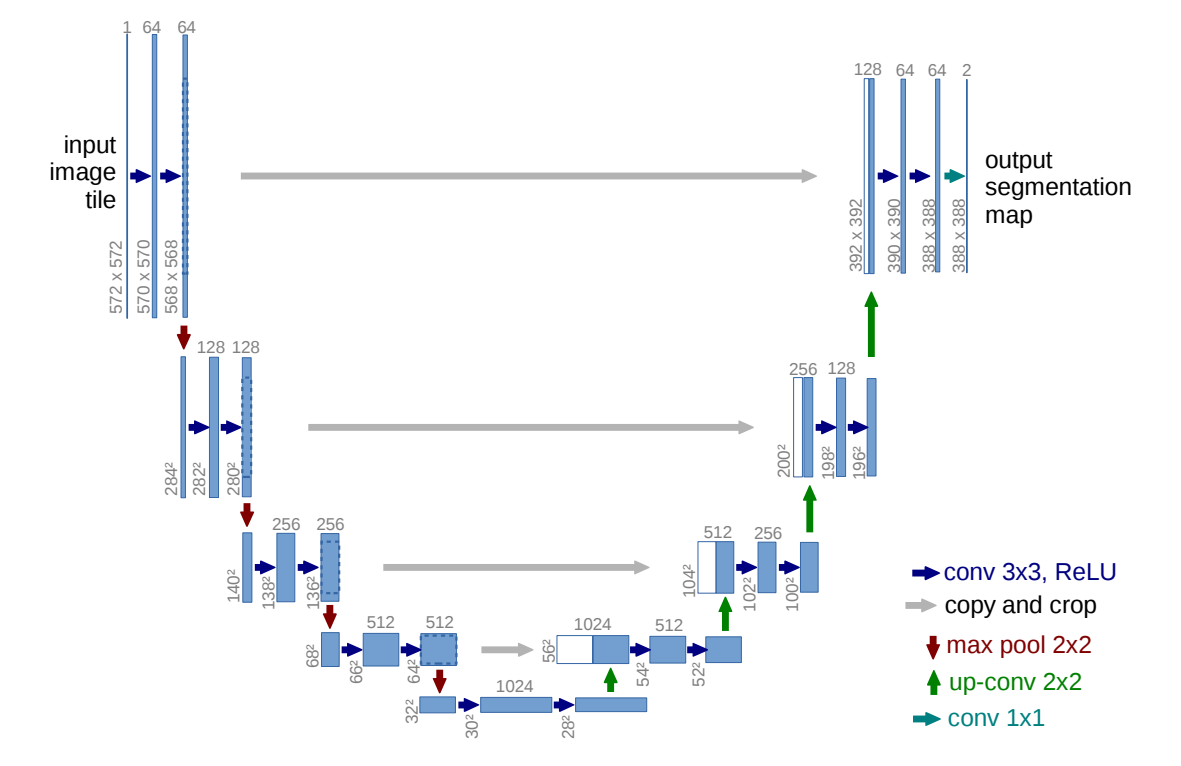 1 64 64
input
image
tile
572 x 572
570 x 570
568 x 568
128 64 64 2
output
segmentation
map
392 x 392
390 x 390
388 x 388
388 x 388
128 128
284²
282²
280²
256 128
200²
198²
196²
256 256
140²
138²
136²
512 256
104²
102²
100²
512 512
68²
66²
64²
1024 512
56²
54²
52²
1024
32²
30²
28²
conv 3x3, ReLU
copy and crop
max pool 2x2
up-conv 2x2
conv 1x1